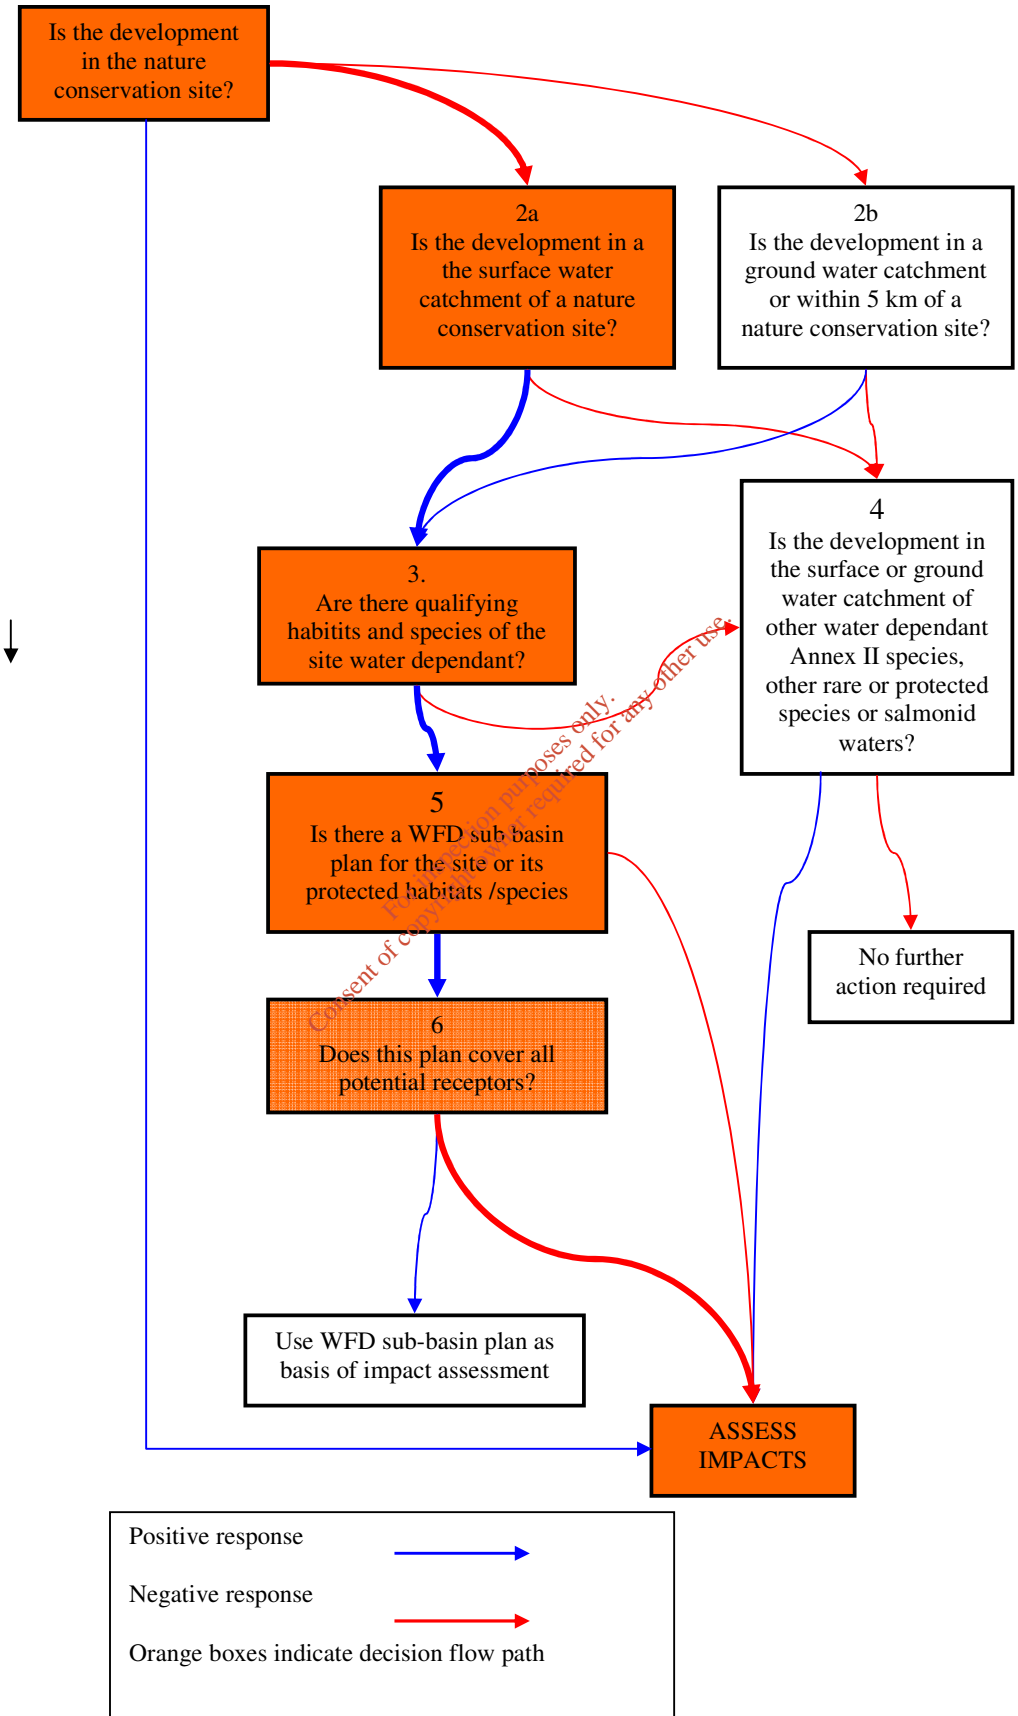 Is the development
in the nature
conservation site?
2a
Is the development in a
the surface water
catchment of a nature
conservation site?
2b
Is the development in a
ground water catchment
or within 5 km of a
nature conservation site?
3.
Are there qualifying
habitits and species of the
site water dependant?
4
Is the development in
the surface or ground
water catchment of
other water dependant
Annex II species,
other rare or protected
species or salmonid
waters?
5
Is there a WFD sub basin
plan for the site or its
protected habitats /species
No further
action required
6
Does this plan cover all
potential receptors?
Use WFD sub-basin plan as
basis of impact assessment
ASSESS
IMPACTS
For inspection purposes only.
Consent of copyright owner required for any other use.
Positive response
Negative response
Orange boxes indicate decision flow path